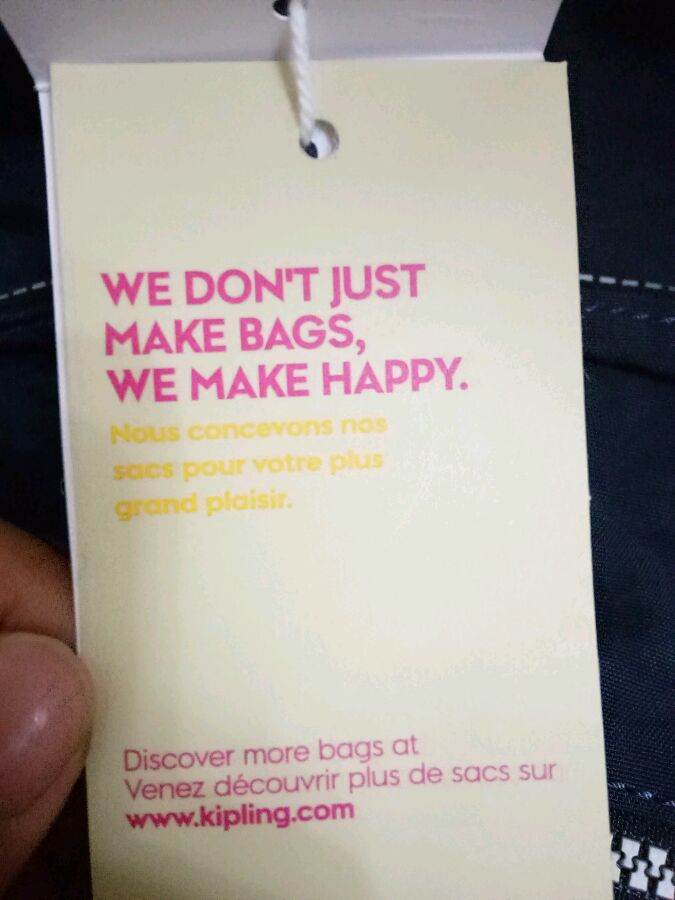 WE DON'T JUST
MAKE BAGS,
WE MAKE HAPPY.
Nous concevons nos
sacs pour votre plus
grand plaisir.
Discover more bags at
Venez découvrir plus de sacs sur
www.kipling.com